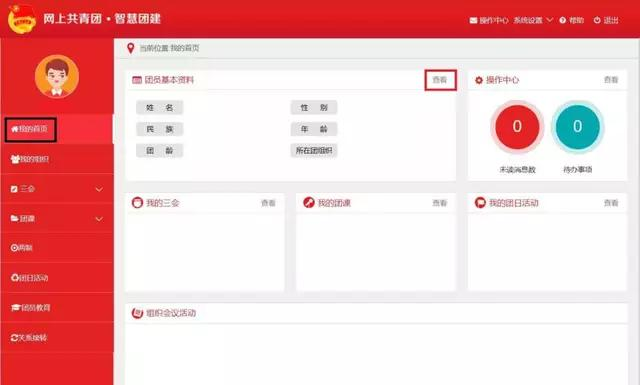 网上共青团·智慧团建
操作中心 系统设置 帮助 退出
当前位置 我的首页
我的首页
我的组织
三会
团课
两制
团日活动
团员教育
关系续转
团员基本资料 查看
姓 名 性 别
民 族 年 龄
团 龄 所在团组织
操作中心 查看
0 0
未读消息数 待办事项
我的三会 查看
我的团课 查看
我的团日活动 查看
组织会议活动